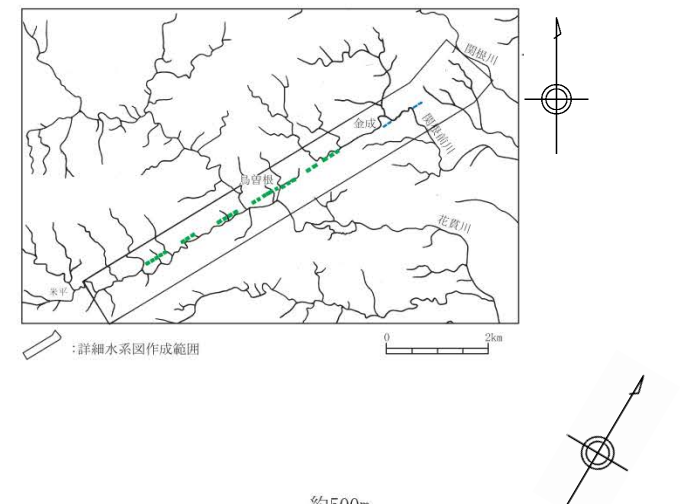 関根川
金成
関根前川
鳥曽根
花貫川
米平
：詳細水系図作成範囲
0
2km
約500m